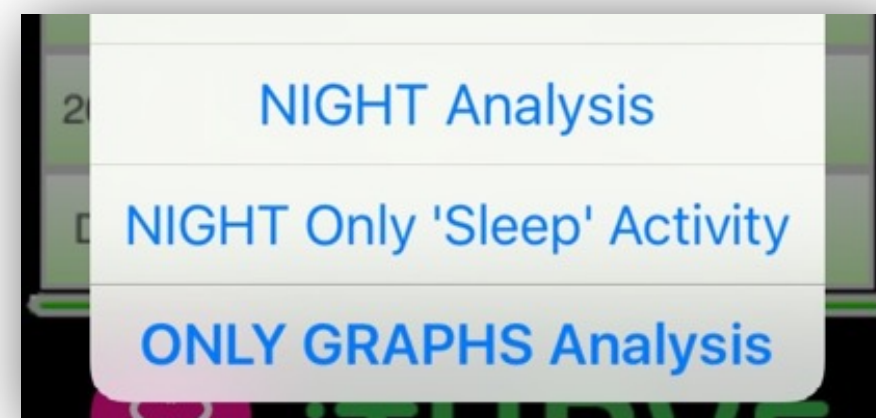 NIGHT Analysis
NIGHT Only 'Sleep' Activity
ONLY GRAPHS Analysis